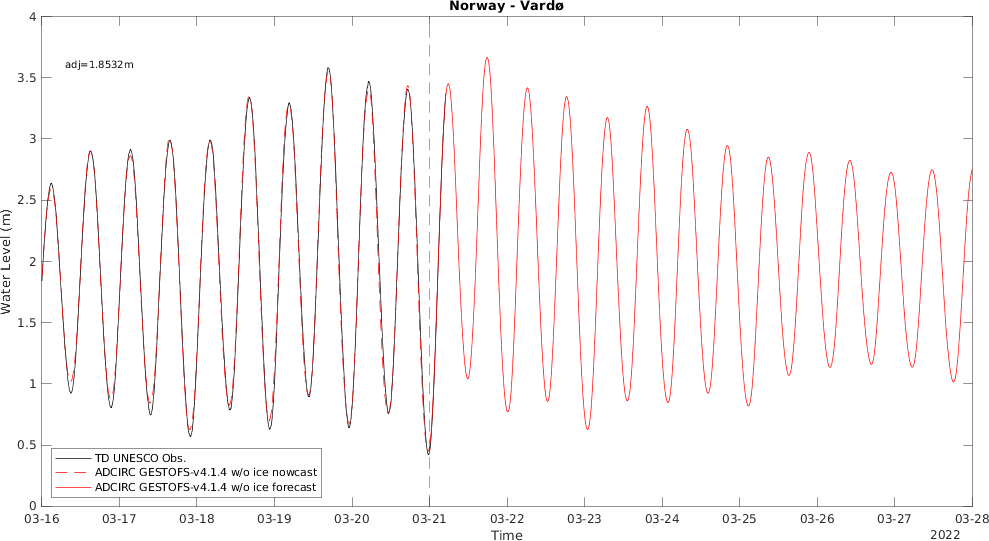 Norway - Vardø
adj=1.8532m
Water Level (m)
4
3.5
3
2.5
2
1.5
1
0.5
0
TD UNESCO Obs.
ADCIRC GESTOFS-v4.1.4 w/o ice nowcast
ADCIRC GESTOFS-v4.1.4 w/o ice forecast
03-16 03-17 03-18 03-19 03-20 03-21 03-22 03-23 03-24 03-25 03-26 03-27 03-28
Time
2022